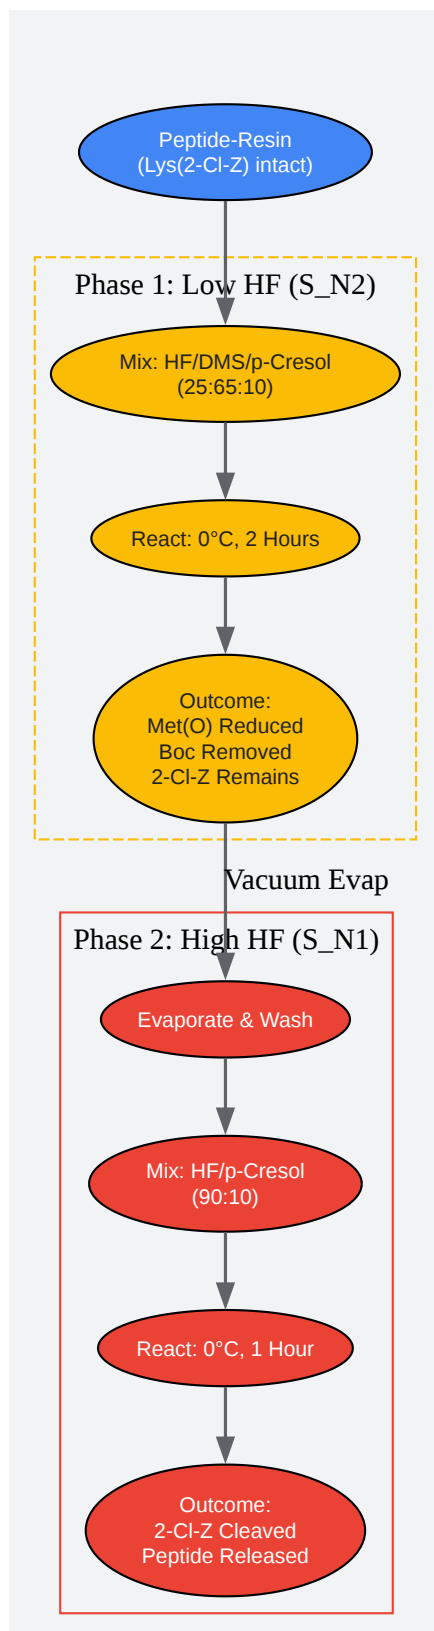 Peptide-Resin
(Lys(2-Cl-Z) intact)
Phase 1: Low HF (S_N2)
Mix: HF/DMS/p-Cresol
(25:65:10)
React: 0°C, 2 Hours
Outcome:
Met(O) Reduced
Boc Removed
2-Cl-Z Remains
Vacuum Evap
Phase 2: High HF (S_N1)
Evaporate & Wash
Mix: HF/p-Cresol
(90:10)
React: 0°C, 1 Hour
Outcome:
2-Cl-Z Cleaved
Peptide Released